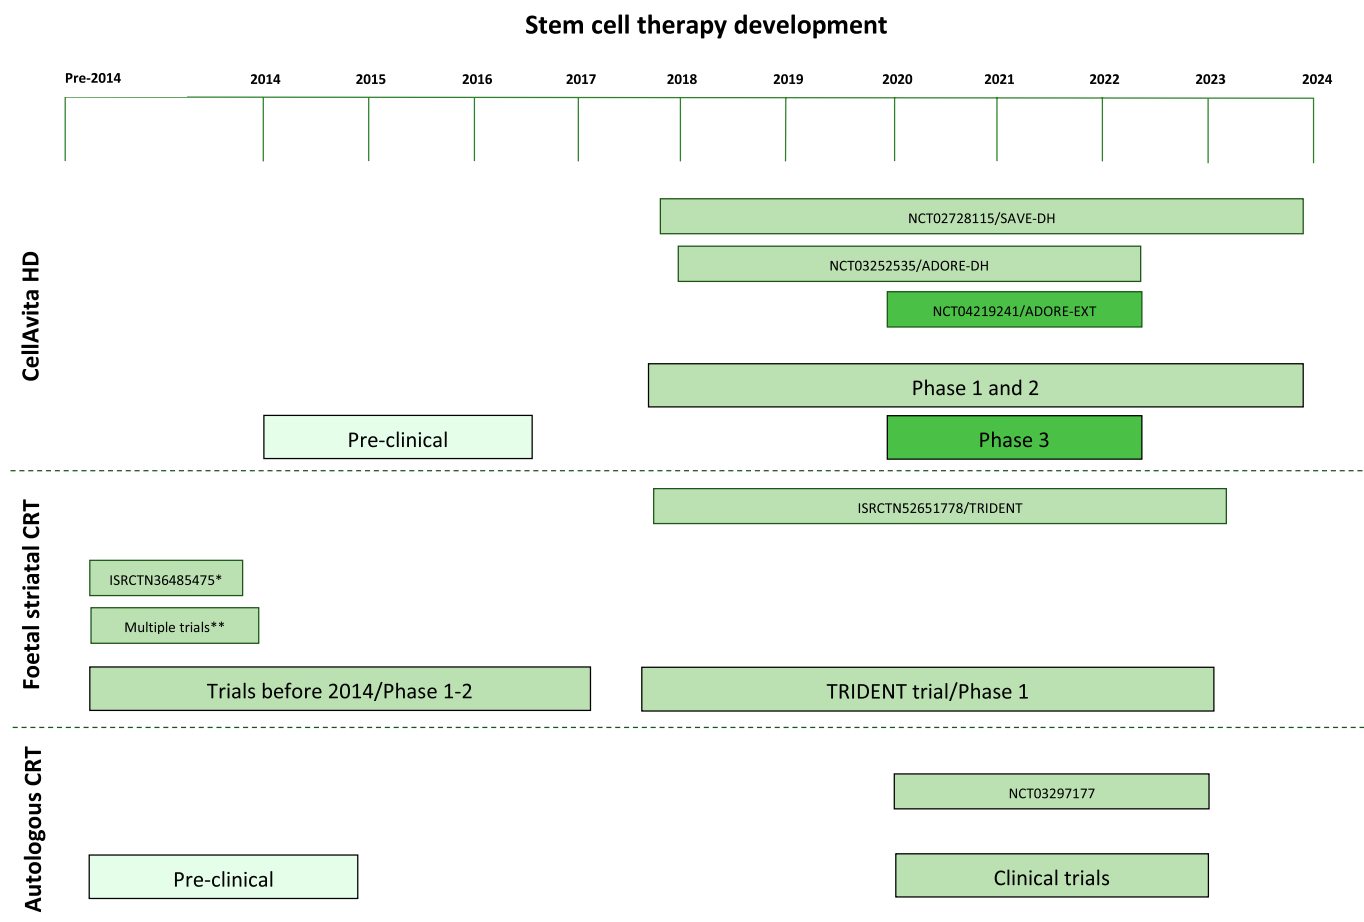 Stem cell therapy development
Pre-2014 2014 2015 2016 2017 2018 2019 2020 2021 2022 2023 2024
CellAvita HD
NCT02728115/SAVE-DH
NCT03252535/ADORE-DH
NCT04219241/ADORE-EXT
Phase 1 and 2
Pre-clinical Phase 3
Foetal striatal CRT
ISRCTN52651778/TRIDENT
ISRCTN36485475*
Multiple trials**
Trials before 2014/Phase 1-2 TRIDENT trial/Phase 1
Autologous CRT
NCT03297177
Pre-clinical Clinical trials